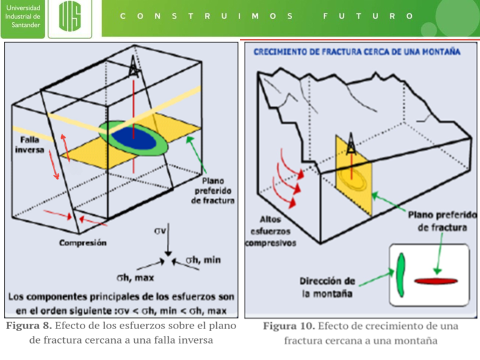 Universidad
Industrial de
Santander
UIS
CONSTRUIMOS FUTURO
Falla
inversa
Plano
preferido
de fractura
Compresión
σv
σh, min
σh, max
Los componentes principales de los esfuerzos son
en el orden siguiente :σv < σh, min < σh, max
Figura 8. Efecto de los esfuerzos sobre el plano
de fractura cercana a una falla inversa
CRECIMIENTO DE FRACTURA CERCA DE UNA MONTAÑA
Altos
esfuerzos
compresivos
Plano preferido
de fractura
Dirección de
la montaña
Figura 10. Efecto de crecimiento de una
fractura cercana a una montaña